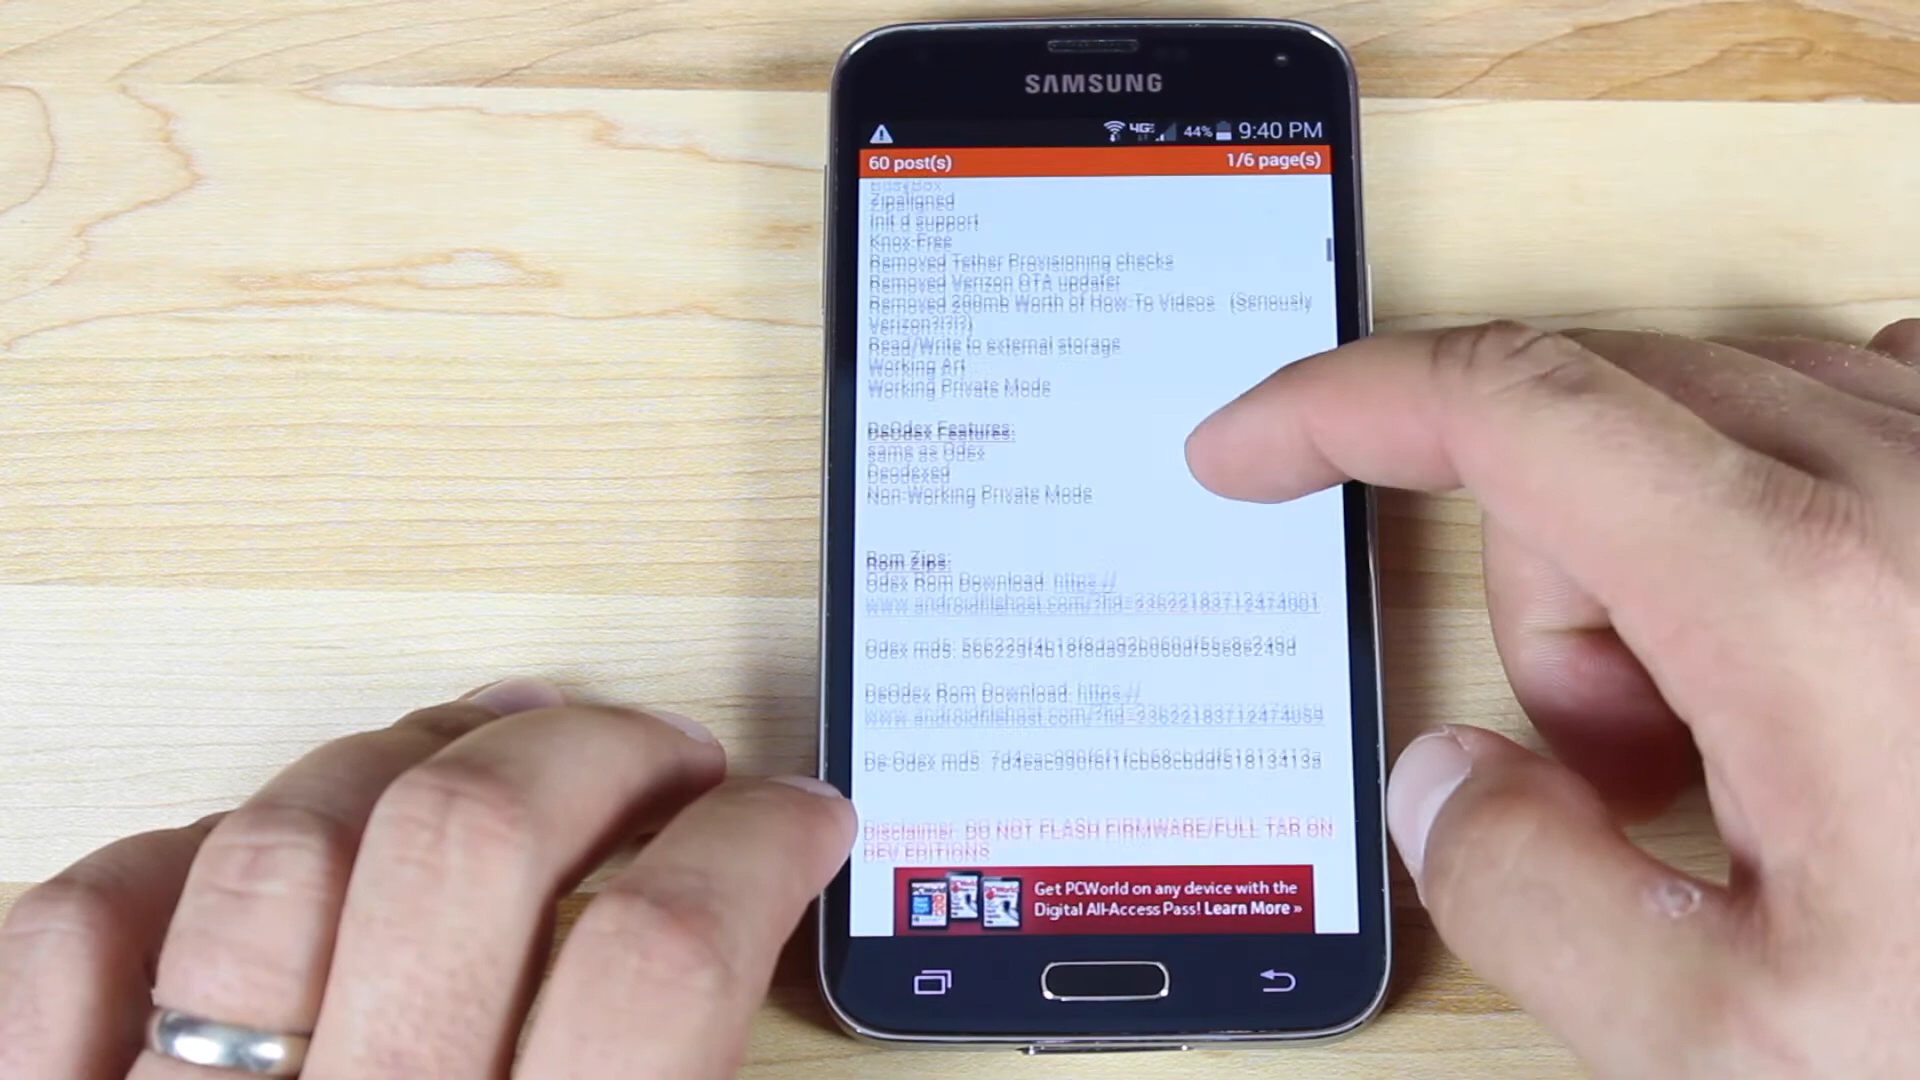 SAMSUNG
4G 44% 9:40 PM
60 post(s) 1/6 page(s)
BusyBox
Zipaligned
Init.d support
Knox-Free
Removed Tether Provisioning checks
Removed Verizon OTA updater
Removed 200mb Worth of How-To Videos (Seriously
Verizon?!?!?)
Read/Write to external storage
Working Art
Working Private Mode
DeOdex Features:
same as Odex
Deodexed
Non-Working Private Mode
Rom Zips:
Odex Rom Download: https://
www.androidfilehost.com/?fid=23622183712474001
Odex md5: 566229f4b18f8da92b060df55e8e249d
DeOdex Rom Download: https://
www.androidfilehost.com/?fid=23622183712474059
De-Odex md5: 7d4eac990f6f1fcb68cbddf51813413a
Disclaimer: DO NOT FLASH FIRMWARE/FULL TAR ON
DEV EDITIONS
Get PCWorld on any device with the
Digital All-Access Pass! Learn More »